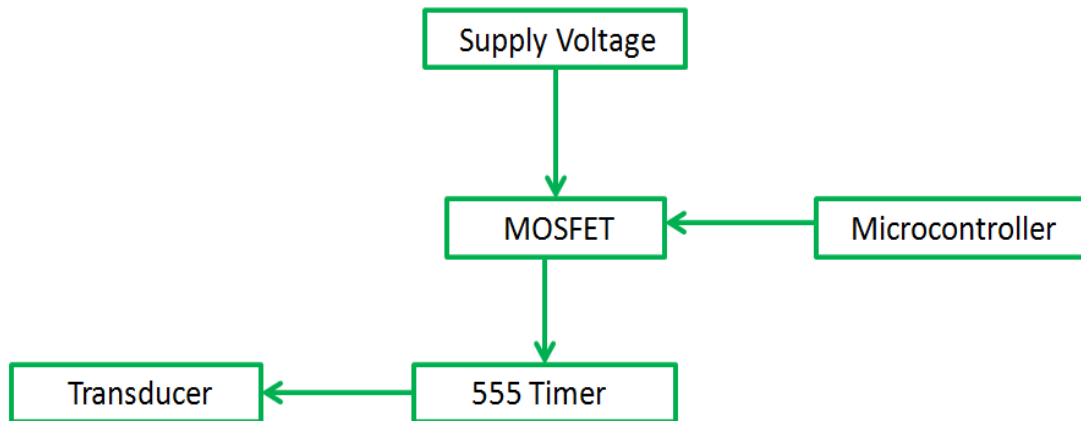 Supply Voltage
MOSFET
Microcontroller
Transducer
555 Timer